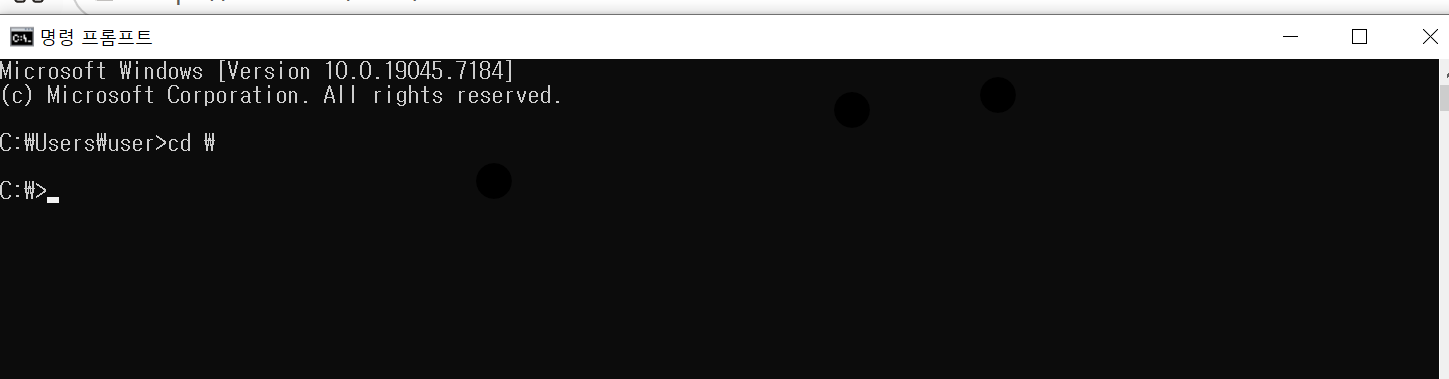 명령 프롬프트
Microsoft Windows [Version 10.0.19045.7184]
(c) Microsoft Corporation. All rights reserved.
C:₩Users₩user>cd ₩
C:₩>